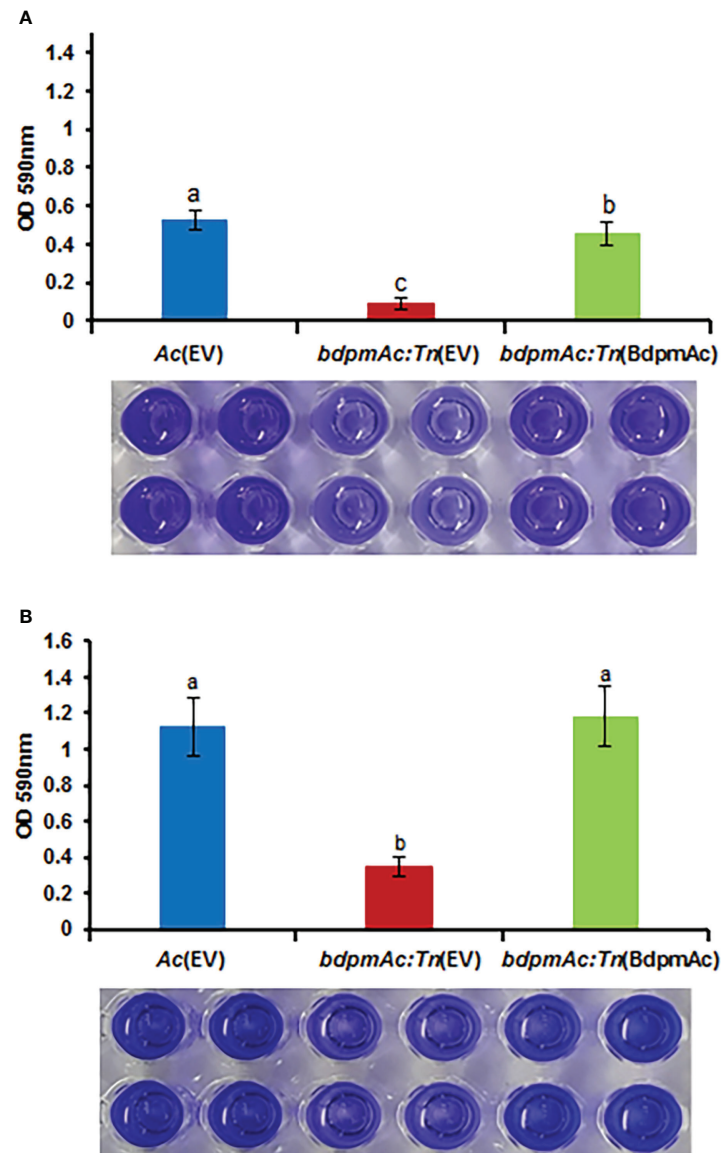 A
1.4
1.2
1
0.8
0.6
0.4
0.2
0
OD 590nm
a
c
b
Ac(EV) bdpmAc:Tn(EV) bdpmAc:Tn(BdpmAc)
B
1.6
1.4
1.2
1
0.8
0.6
0.4
0.2
0
OD 590nm
a
b
a
Ac(EV) bdpmAc:Tn(EV) bdpmAc:Tn(BdpmAc)